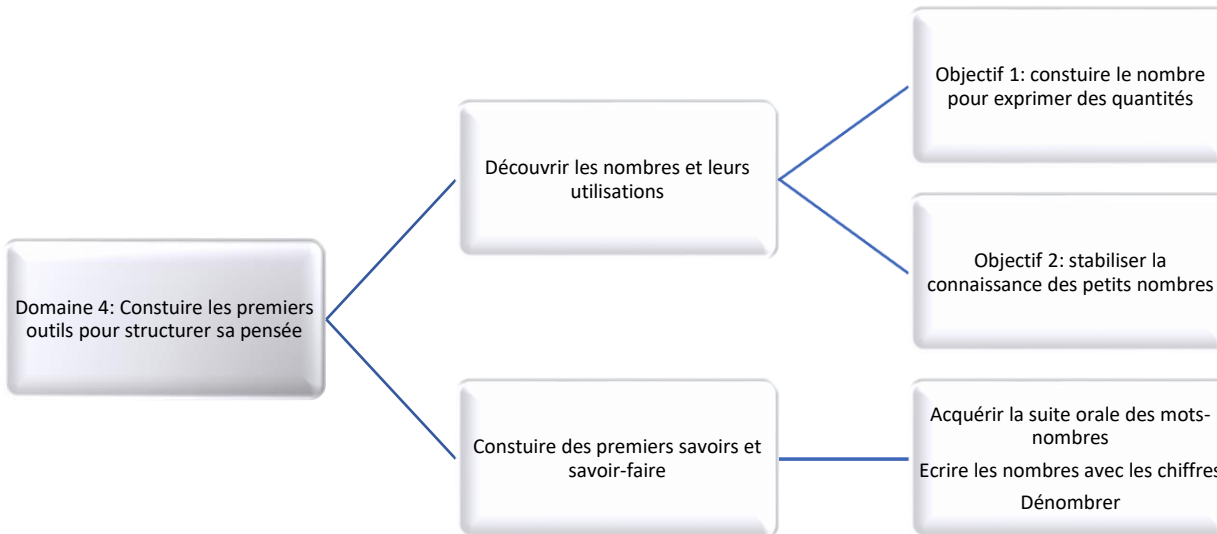 Objectif 1: constuire le nombre
pour exprimer des quantités
Découvrir les nombres et leurs
utilisations
Objectif 2: stabiliser la
connaissance des petits nombres
Domaine 4: Constuire les premiers
outils pour structurer sa pensée
Constuire des premiers savoirs et
savoir-faire
Acquérir la suite orale des mots-
nombres
Ecrire les nombres avec les chiffres
Dénombrer